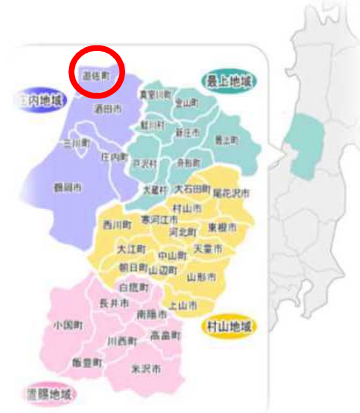 遊佐町
庄内地域
酒田市
三川町
庄内町
鶴岡市
最上地域
真室川町
金山町
鮭川村
新庄市
最上町
戸沢村
舟形町
大蔵村
大石田町
尾花沢市
村山市
西川町
寒河江市
河北町
東根市
大江町
中山町
天童市
朝日町
山辺町
山形市
上山市
村山地域
白鷹町
長井市
南陽市
小国町
川西町
高畠町
飯豊町
米沢市
置賜地域